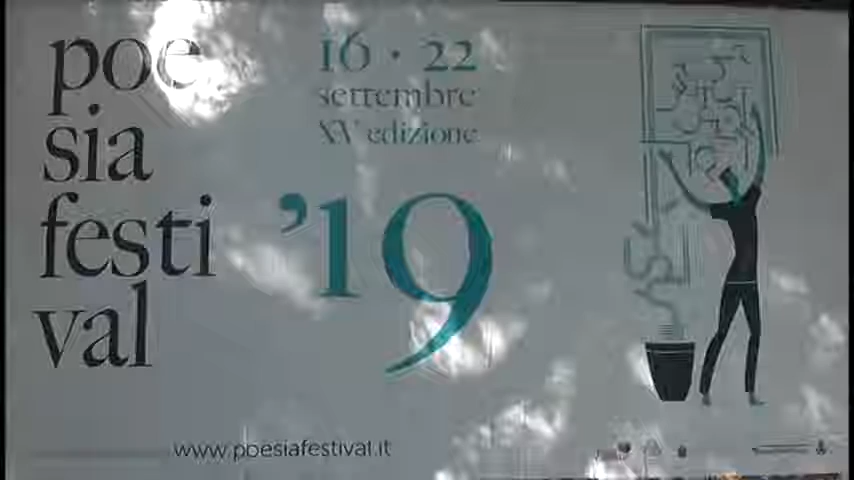 poe
sia
festi
val
16 · 22
settembre
XV edizione
'19
www.poesiafestival.it